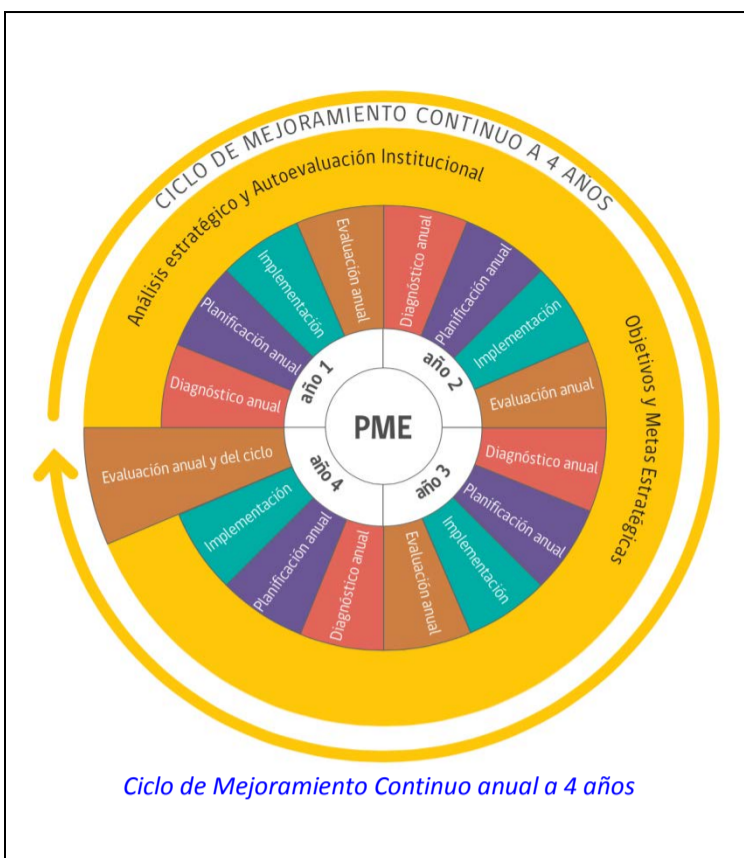 CICLO DE MEJORAMIENTO CONTINUO A 4 AÑOS
Análisis estratégico y Autoevaluación Institucional
Objetivos y Metas Estratégicas
PME
año 1
Diagnóstico anual
Planificación anual
Implementación
Evaluación anual
año 2
Diagnóstico anual
Planificación anual
Implementación
Evaluación anual
año 3
Diagnóstico anual
Planificación anual
Implementación
Evaluación anual
año 4
Diagnóstico anual
Planificación anual
Implementación
Evaluación anual y del ciclo
Ciclo de Mejoramiento Continuo anual a 4 años